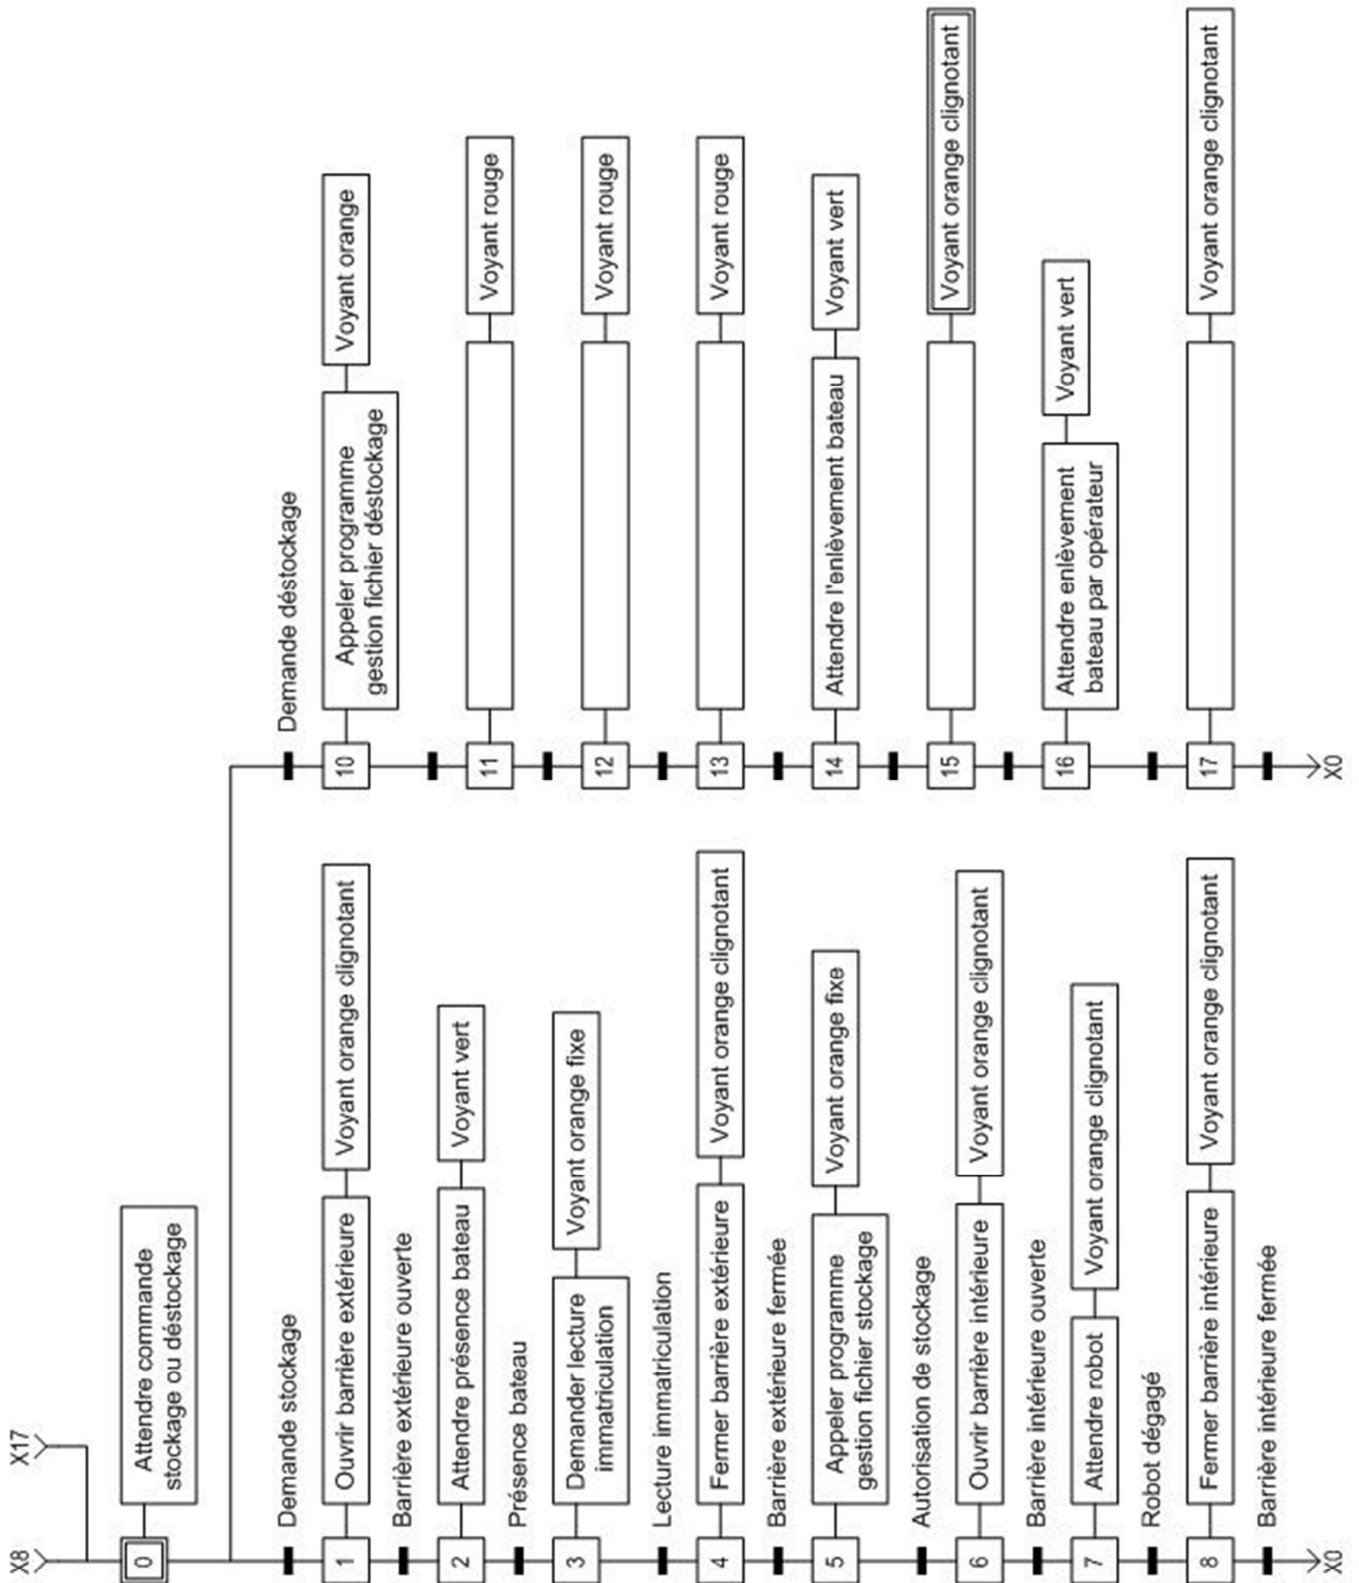 X8
X17
0
Attendre commande
stockage ou déstockage
Demande stockage
1
Ouvrir barrière extérieure
Voyant orange clignotant
Barrière extérieure ouverte
2
Attendre présence bateau
Voyant vert
Présence bateau
3
Demander lecture
immatriculation
Voyant orange fixe
Lecture immatriculation
4
Fermer barrière extérieure
Voyant orange clignotant
Barrière extérieure fermée
5
Appeler programme
gestion fichier stockage
Voyant orange fixe
Autorisation de stockage
6
Ouvrir barrière intérieure
Voyant orange clignotant
Barrière intérieure ouverte
7
Attendre robot
Voyant orange clignotant
Robot dégagé
8
Fermer barrière intérieure
Voyant orange clignotant
Barrière intérieure fermée
X0
Demande déstockage
10
Appeler programme
gestion fichier déstockage
Voyant orange
11
Voyant rouge
12
Voyant rouge
13
Voyant rouge
14
Attendre l'enlèvement bateau
Voyant vert
15
Voyant orange clignotant
16
Attendre enlèvement
bateau par opérateur
Voyant vert
17
Voyant orange clignotant
X0